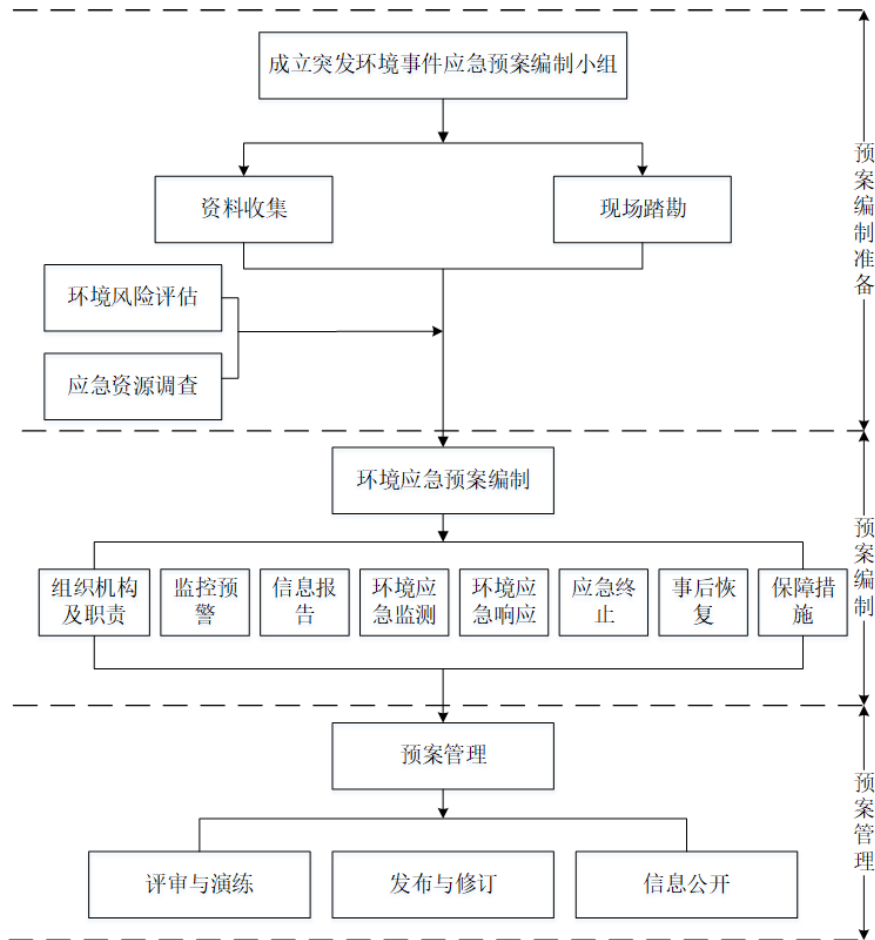 成立突发环境事件应急预案编制小组
资料收集
现场踏勘
环境风险评估
应急资源调查
预案编制准备
环境应急预案编制
组织机构
及职责
监控预
警
信息报
告
环境应
急监测
环境应
急响应
应急终
止
事后恢
复
保障措
施
预案编制
预案管理
评审与演练
发布与修订
信息公开
预案管理